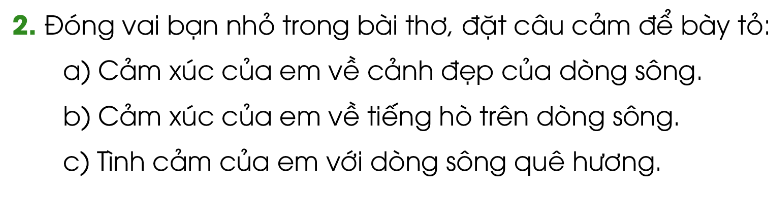 2. Đóng vai bạn nhỏ trong bài thơ, đặt câu cảm để bày tỏ:
a) Cảm xúc của em về cảnh đẹp của dòng sông.
b) Cảm xúc của em về tiếng hò trên dòng sông.
c) Tình cảm của em với dòng sông quê hương.